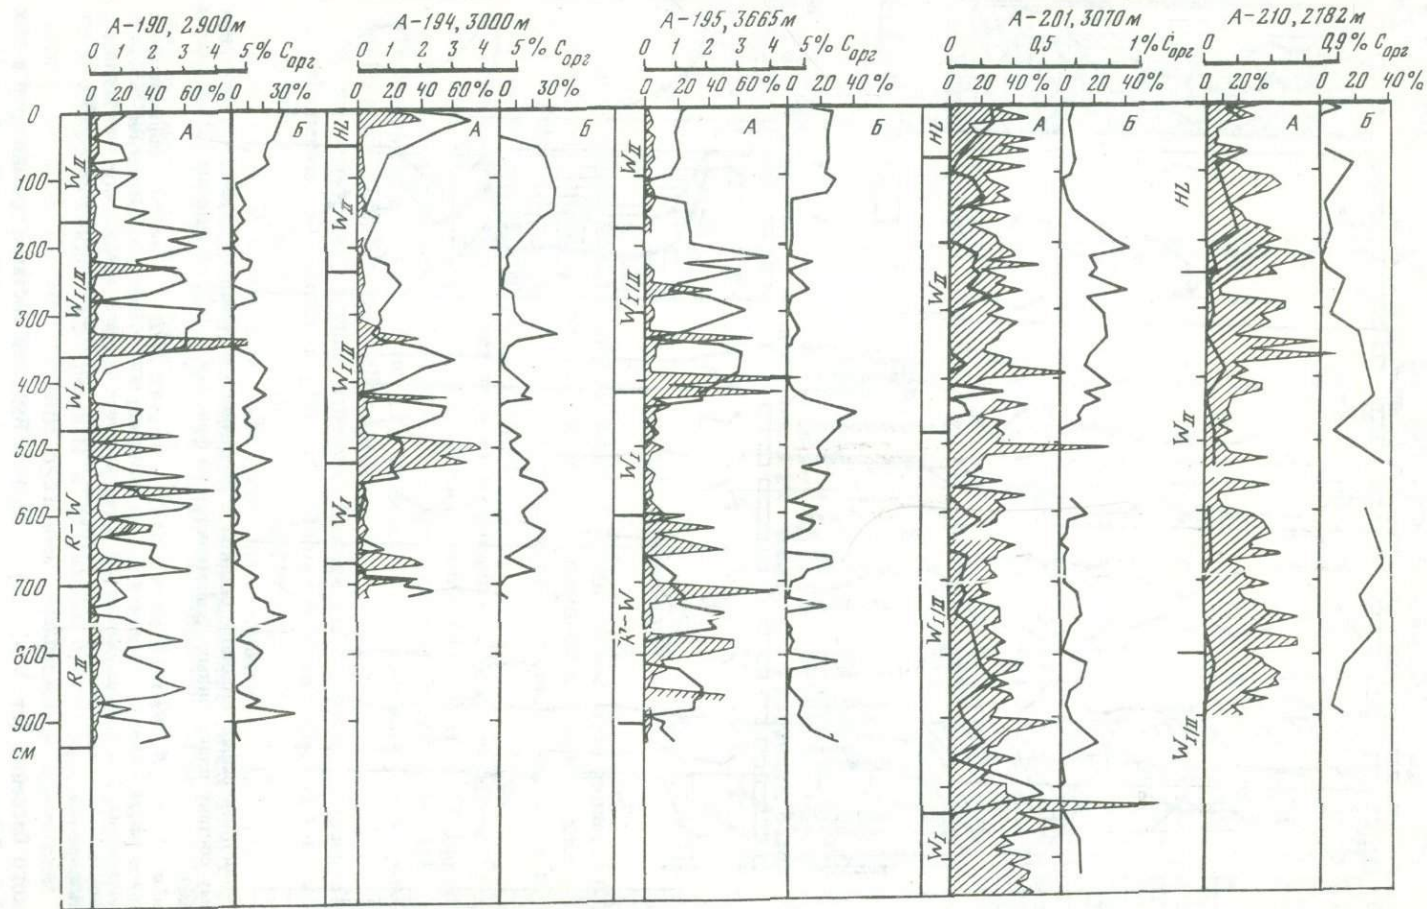 А-190, 2900м
А-194, 3000м
А-195, 3665м
А-201, 3070м
А-210, 2782м
0 1 2 3 4 5% Cорг
0 1 2 3 4 5% Cорг
0 1 2 3 4 5% Cорг
0 0,5 1% Cорг
0 0,9% Cорг
0 20 40 60% 0 30%
0 20 40 60% 0 30%
0 20 40 60% 0 20 40%
0 20 40% 0 20 40%
0 20% 0 20 40%
А Б
А Б
А Б
А Б
А Б
0
100
200
300
400
500
600
700
800
900
см
WII
WI/II
WI
R-W
RII
HL
WII
WI/II
WI
WII
WI/II
WI
R-W
HL
WII
WI/II
WI
HL
WII
WI/II